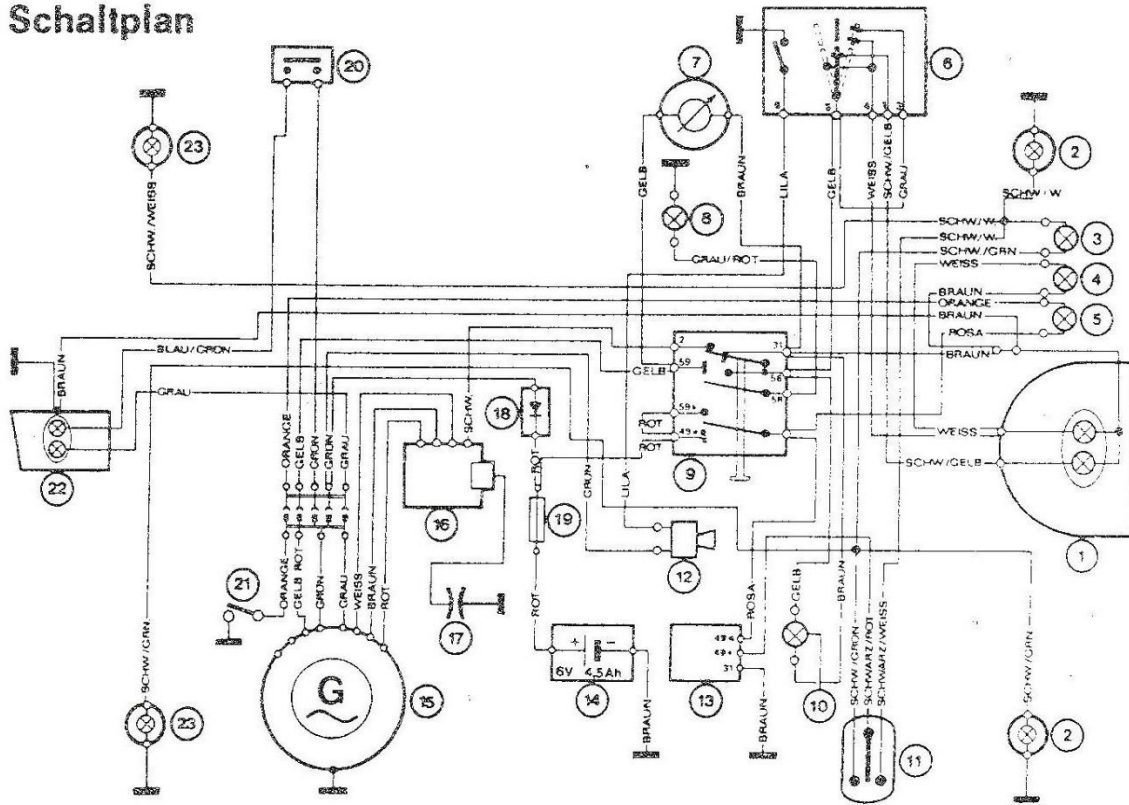 Schaltplan
20
7
6
23
2
SCHW./WEISS
GELB
BRAUN
LILA
GELB
WEISS
SCHW./GELB
GRAU
8
GRAU/ROT
SCHW./W
SCHW./W.
SCHW./W.
SCHW./GRN
WEISS
BRAUN
ORANGE
BRAUN
ROSA
BRAUN
3
4
5
BRAUN
BLAU/GRÜN
GRAU
22
ORANGE
GELB
GRÜN
GRÜN
GRAU
SCHW.
18
ROT
GELB
ROT
ROT
2
59
59a
49a
31
56
58
9
WEISS
SCHW./GELB
1
16
19
GRÜN
LILA
12
21
ORANGE
GELB
ROT
GRÜN
GRAU
WEISS
BRAUN
ROT
17
ROT
ROSA
GELB
BRAUN
G
15
+ −
6V 4,5Ah
14
BRAUN
49a
49+
31
13
BRAUN
10
SCHW./GRÜN
SCHWARZ/ROT
SCHWARZ/WEISS
11
SCHW/GRN
2
SCHW/GRN
23